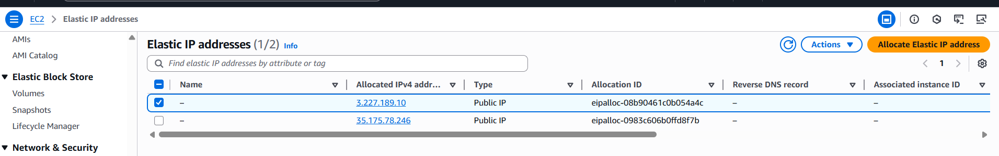 EC2 > Elastic IP addresses
AMIs
AMI Catalog
Elastic Block Store
Volumes
Snapshots
Lifecycle Manager
Network & Security
Elastic IP addresses (1/2) Info
Actions
Allocate Elastic IP address
Find elastic IP addresses by attribute or tag
1
Name Allocated IPv4 addr... Type Allocation ID Reverse DNS record Associated instance ID
– 3.227.189.10 Public IP eipalloc-08b90461c0b054a4c – –
– 35.175.78.246 Public IP eipalloc-0983c606b0ffd8f7b – –